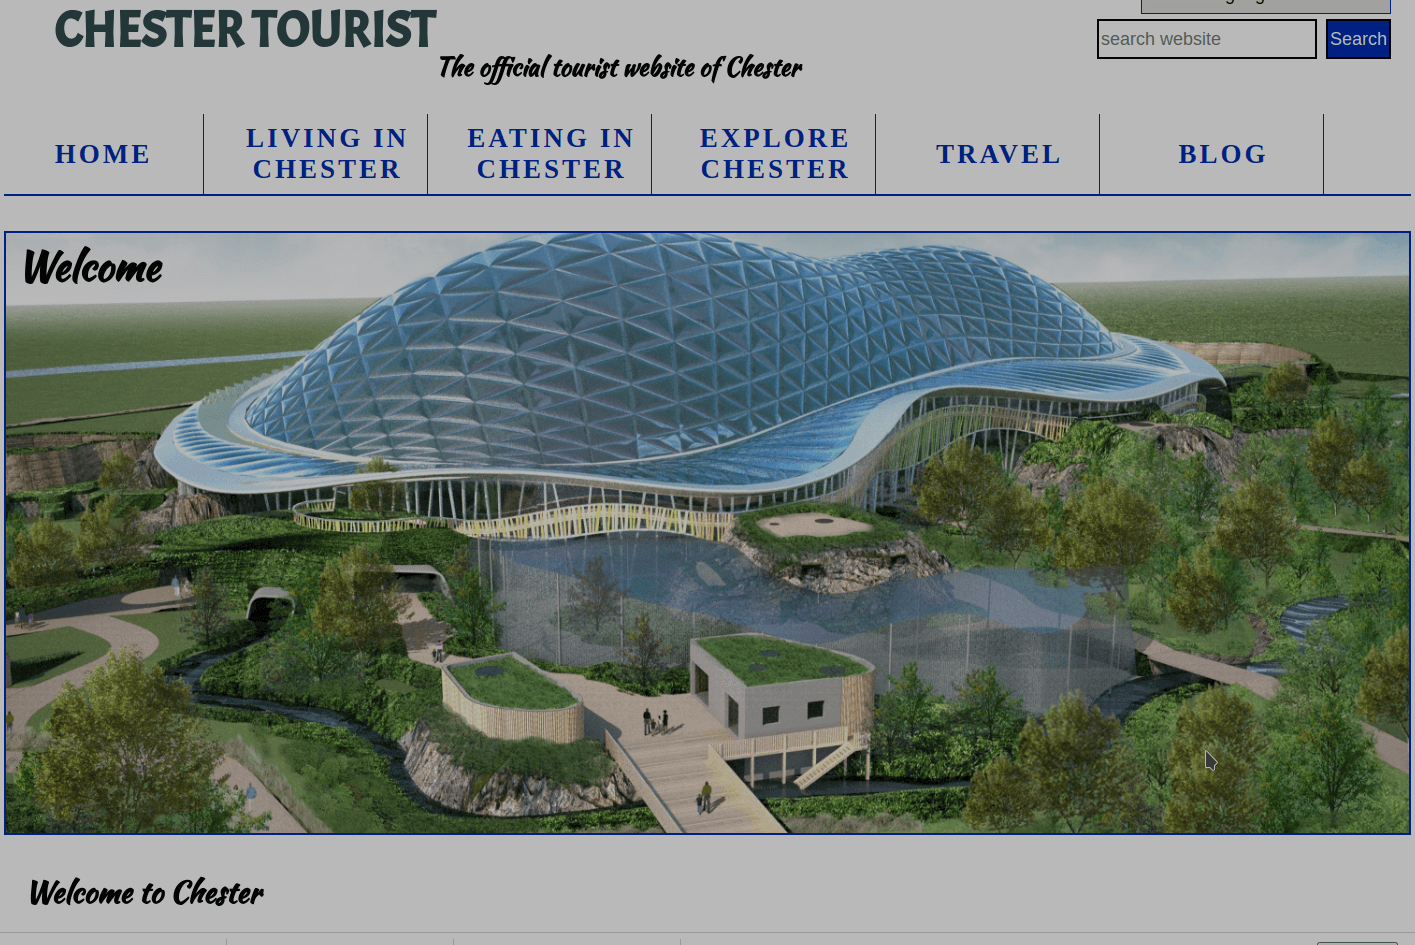 CHESTER TOURIST
The official tourist website of Chester
search website
Search
HOME
LIVING IN
CHESTER
EATING IN
CHESTER
EXPLORE
CHESTER
TRAVEL
BLOG
Welcome
Welcome to Chester